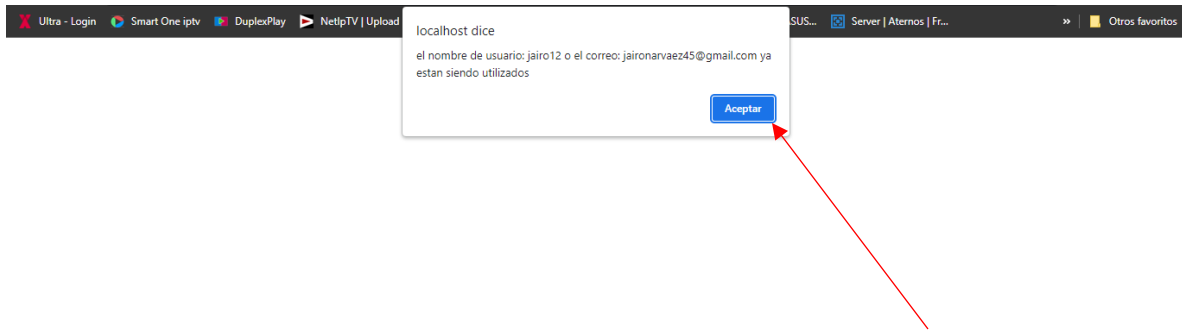 Ultra - Login Smart One iptv DuplexPlay NetIpTV | Upload SUS... Server | Aternos | Fr... » Otros favoritos
localhost dice
el nombre de usuario: jairo12 o el correo: jaironarvaez45@gmail.com ya
estan siendo utilizados
Aceptar